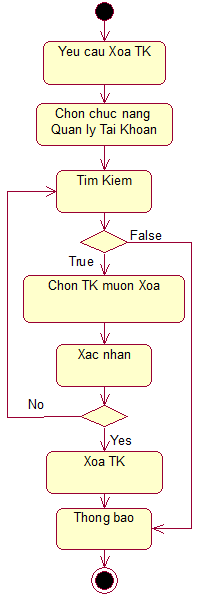 Yeu cau Xoa TK
Chon chuc nang
Quan ly Tai Khoan
Tim Kiem
False
True
Chon TK muon Xoa
Xac nhan
No
Yes
Xoa TK
Thong bao